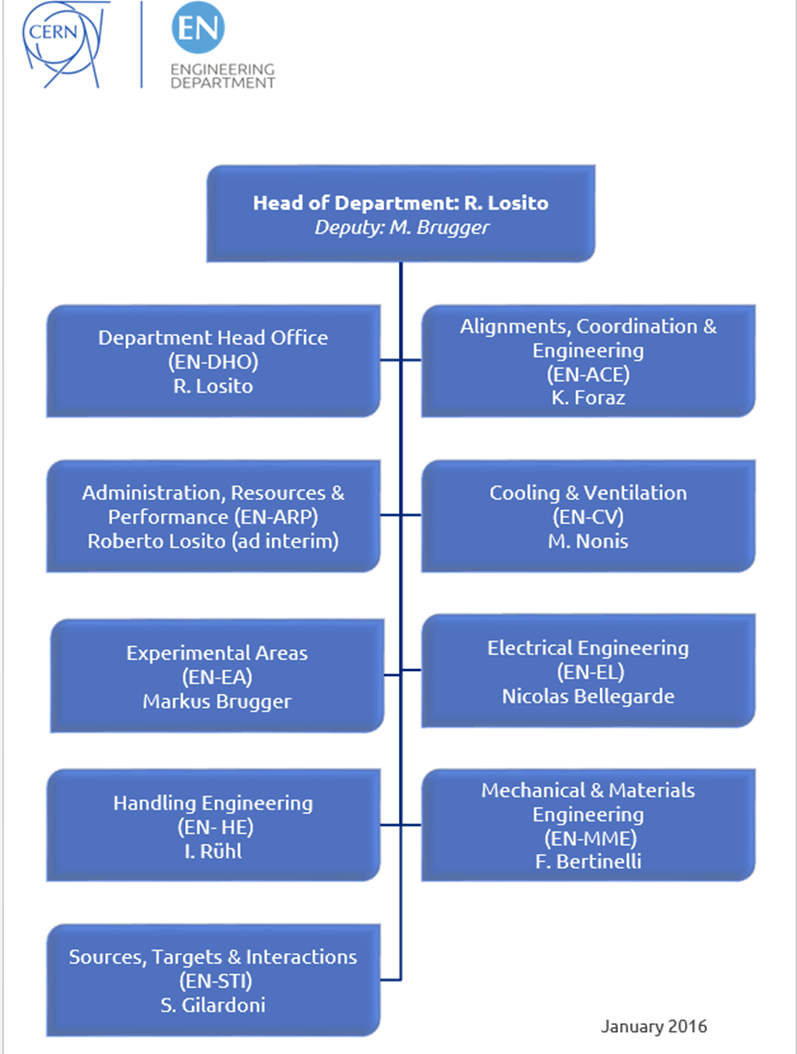 CERN
EN
ENGINEERING
DEPARTMENT
Head of Department: R. Losito
Deputy: M. Brugger
Department Head Office
(EN-DHO)
R. Losito
Alignments, Coordination &
Engineering
(EN-ACE)
K. Foraz
Administration, Resources &
Performance (EN-ARP)
Roberto Losito (ad interim)
Cooling & Ventilation
(EN-CV)
M. Nonis
Experimental Areas
(EN-EA)
Markus Brugger
Electrical Engineering
(EN-EL)
Nicolas Bellegarde
Handling Engineering
(EN- HE)
I. Rühl
Mechanical & Materials
Engineering
(EN-MME)
F. Bertinelli
Sources, Targets & Interactions
(EN-STI)
S. Gilardoni
January 2016